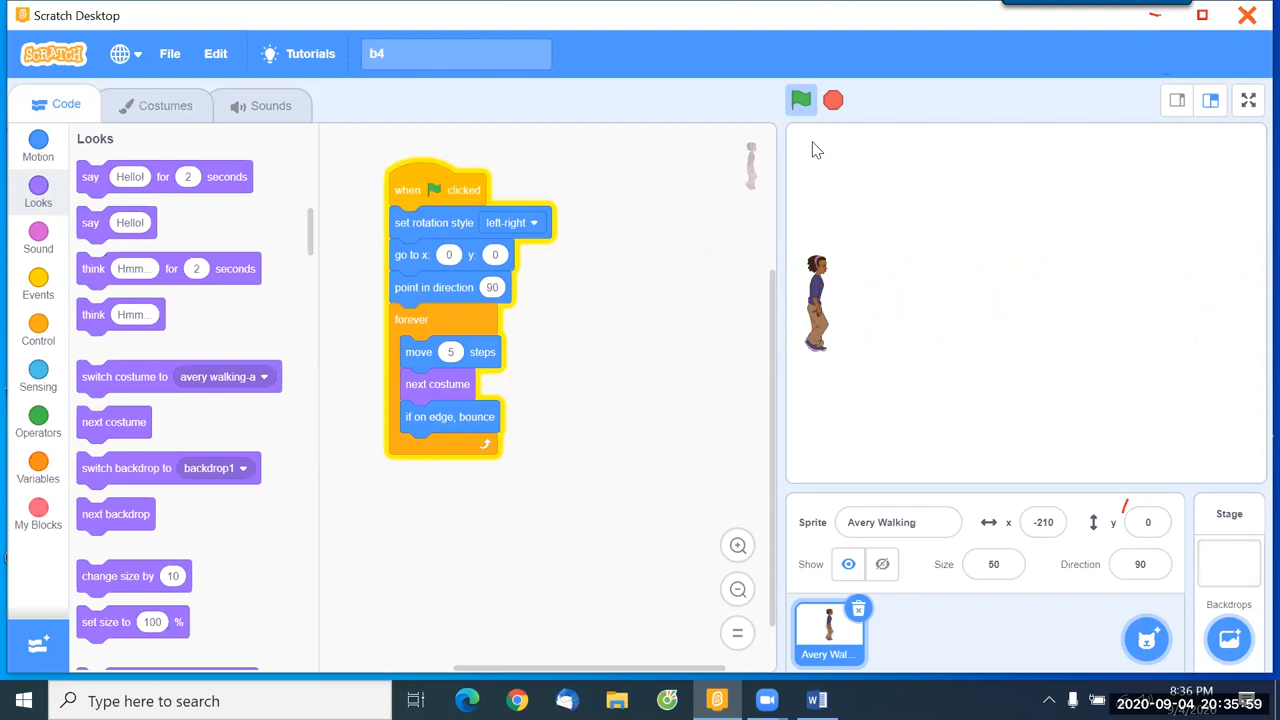 Scratch Desktop
SCRATCH File Edit Tutorials b4
Code Costumes Sounds
Motion
Looks
Sound
Events
Control
Sensing
Operators
Variables
My Blocks
Looks
say Hello! for 2 seconds
say Hello!
think Hmm... for 2 seconds
think Hmm...
switch costume to avery walking-a
next costume
switch backdrop to backdrop1
next backdrop
change size by 10
set size to 100 %
when clicked
set rotation style left-right
go to x: 0 y: 0
point in direction 90
forever
move 5 steps
next costume
if on edge, bounce
Sprite Avery Walking x -210 y 0
Show Size 50 Direction 90
Avery Wal...
Stage
Backdrops
Type here to search
8:36 PM
2020-09-04 20:35:59